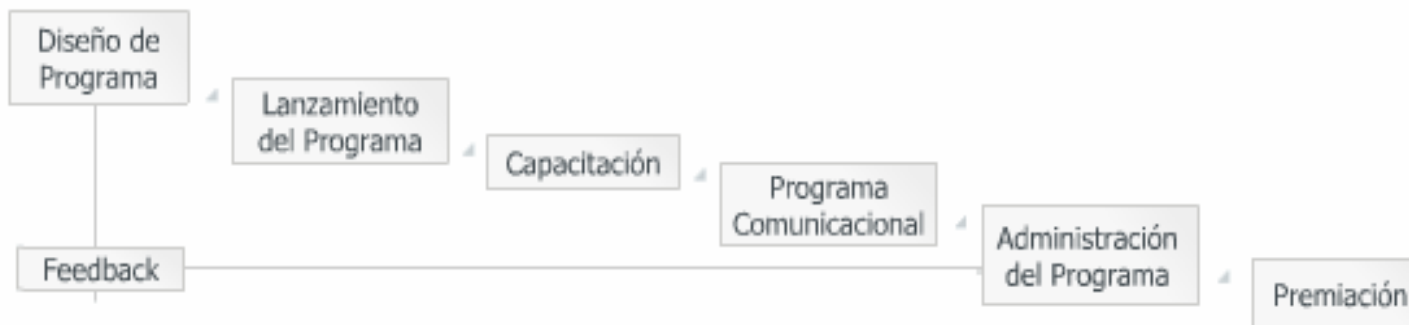 Diseño de
Programa
Lanzamiento
del Programa
Capacitación
Programa
Comunicacional
Administración
del Programa
Feedback
Premiación